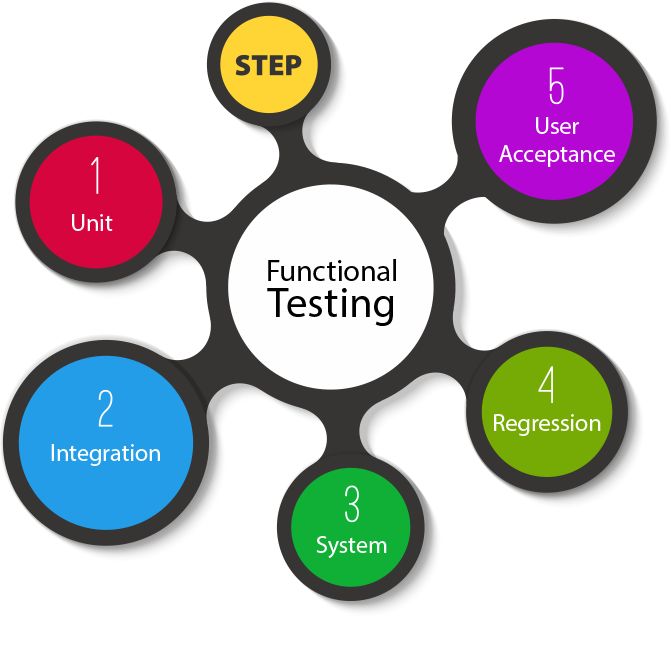 STEP
1
Unit
2
Integration
3
System
4
Regression
5
User
Acceptance
Functional
Testing